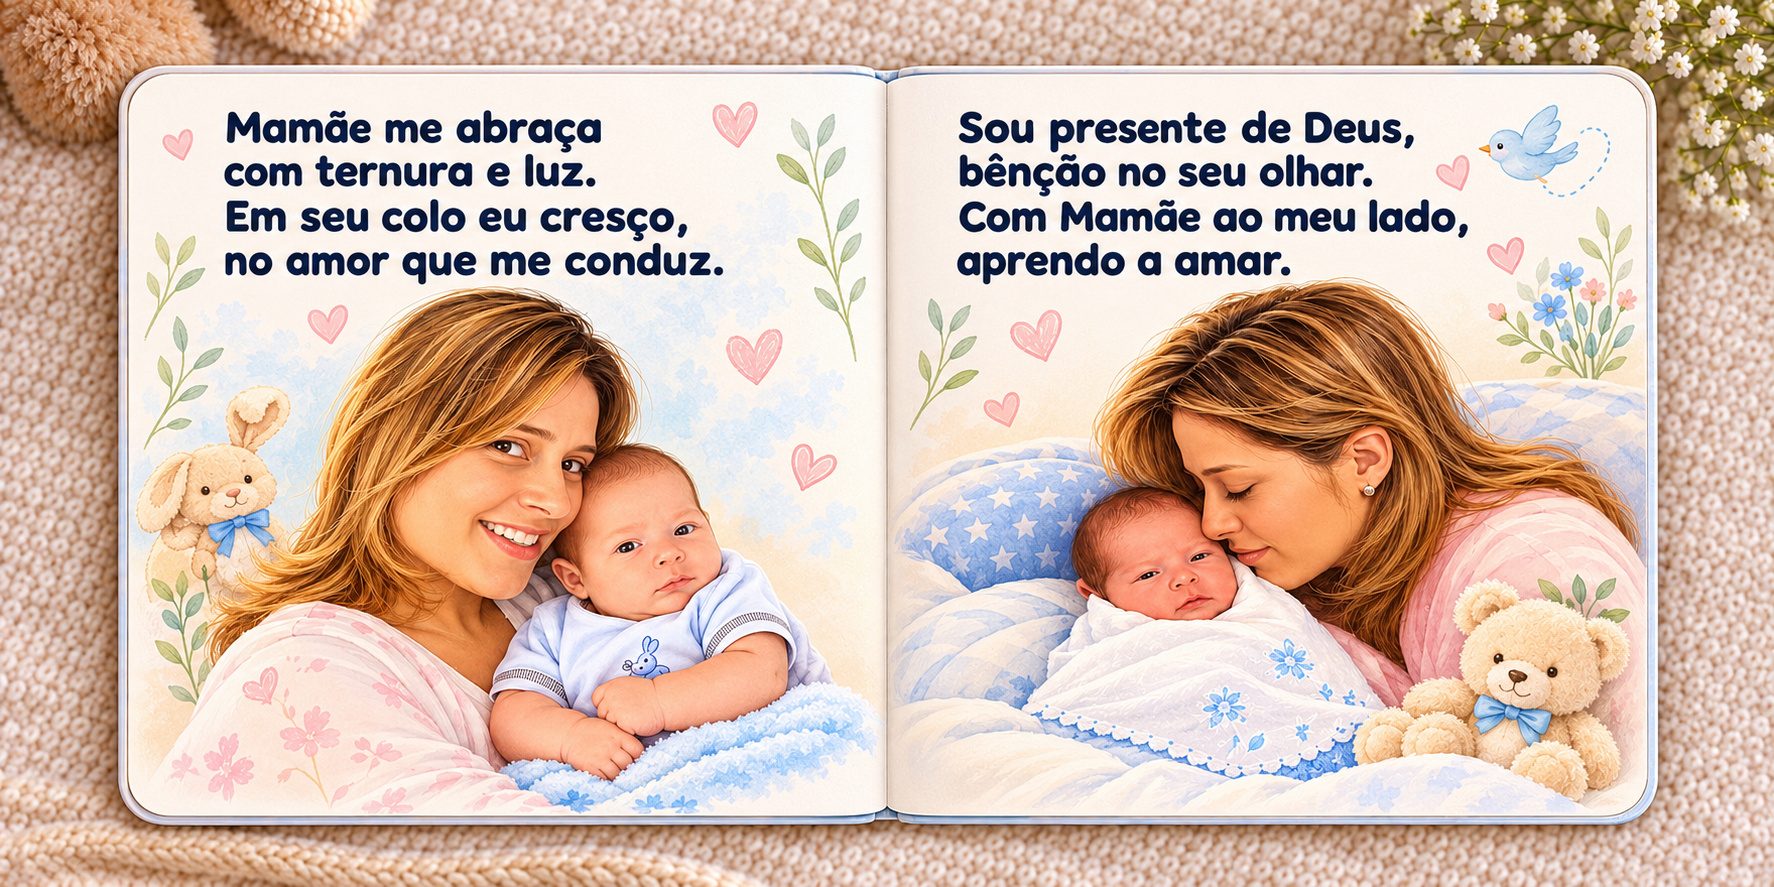 Mamãe me abraça
com ternura e luz.
Em seu colo eu cresço,
no amor que me conduz.
Sou presente de Deus,
bênção no seu olhar.
Com Mamãe ao meu lado,
aprendo a amar.